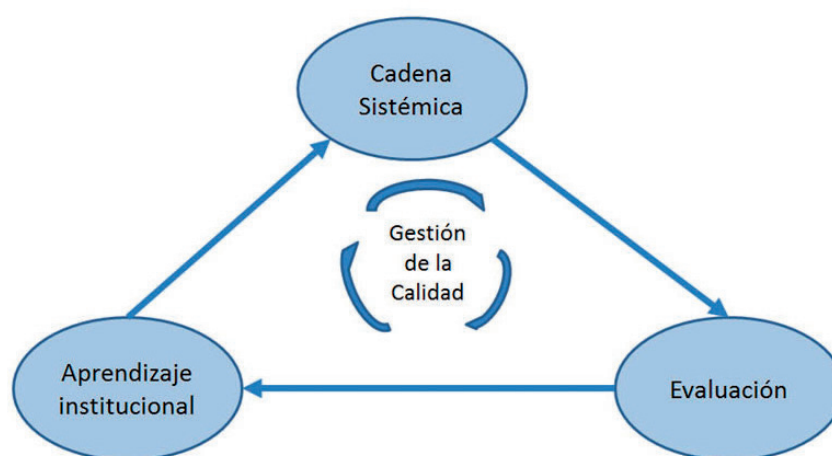 Cadena
Sistémica
Gestión
de la
Calidad
Aprendizaje
institucional
Evaluación